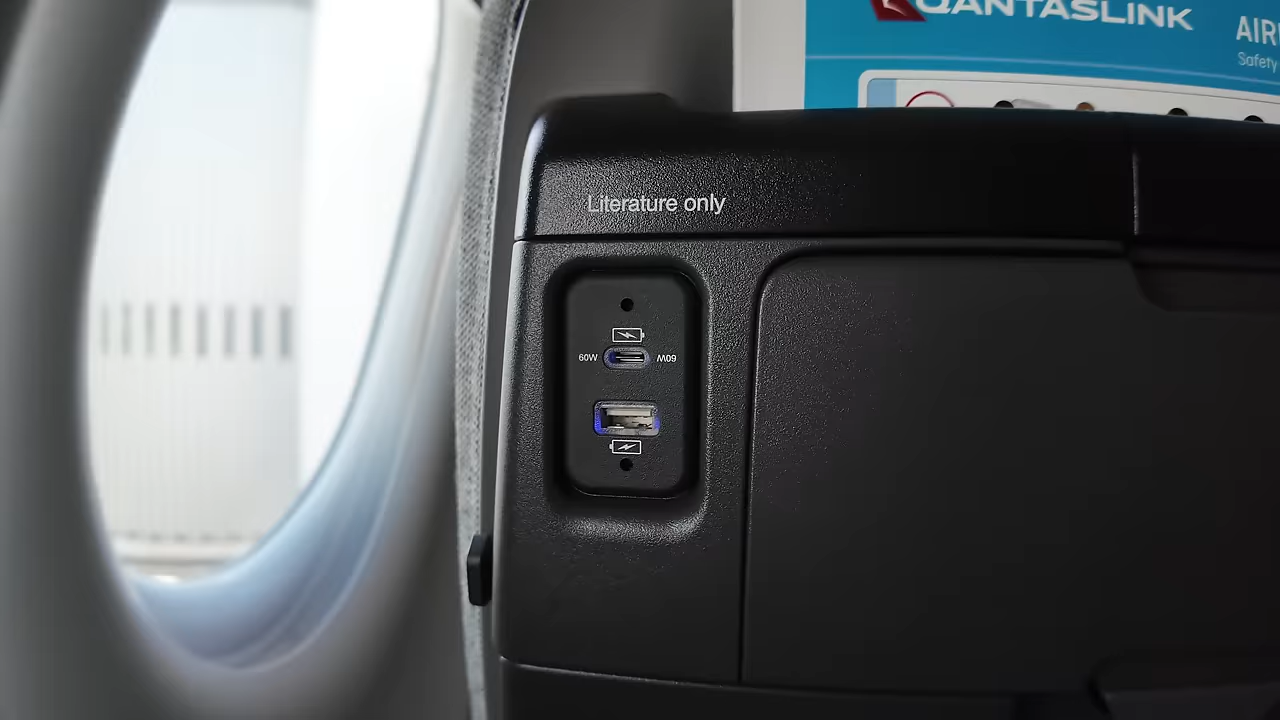 QANTASLINK
AIR
Safety
Literature only
60W
60W